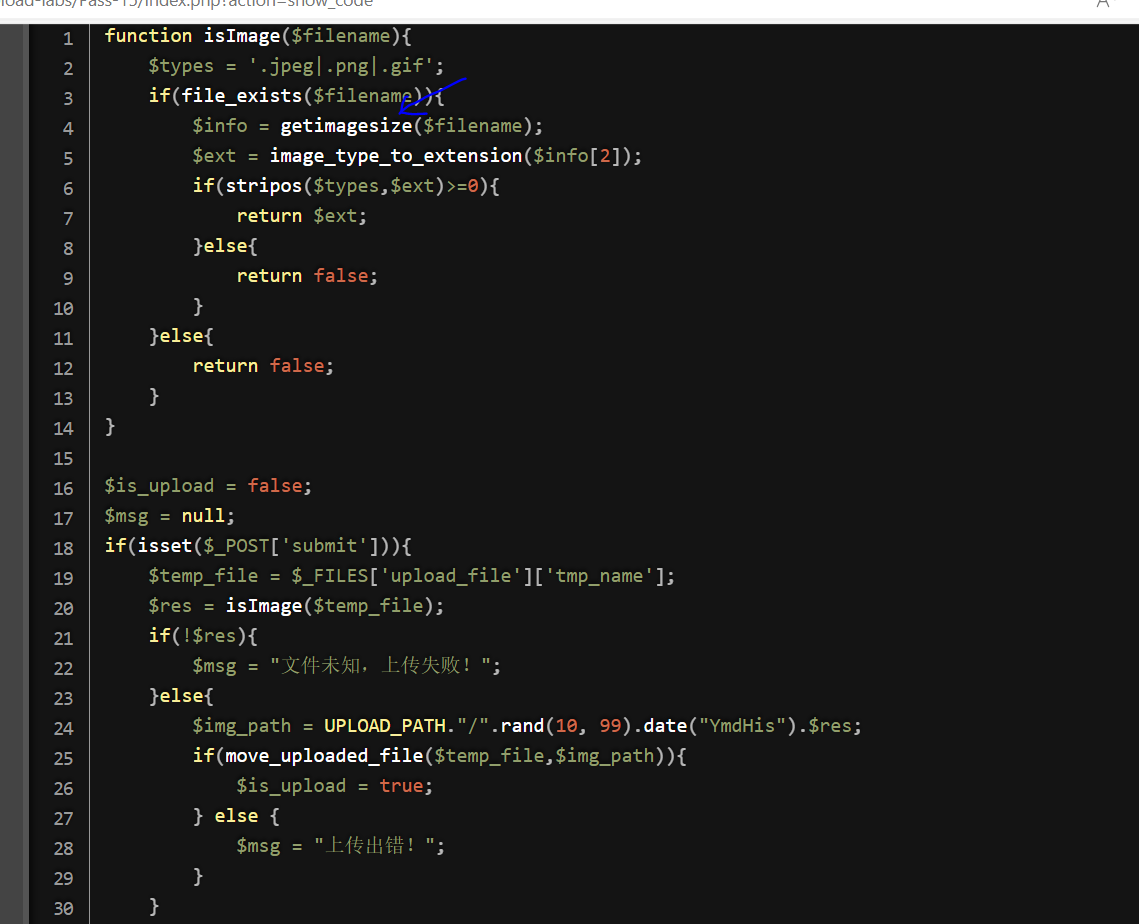 load-labs/Pass-15/index.php?action=show_code
1 function isImage($filename){
2     $types = '.jpeg|.png|.gif';
3     if(file_exists($filename)){
4         $info = getimagesize($filename);
5         $ext = image_type_to_extension($info[2]);
6         if(stripos($types,$ext)>=0){
7             return $ext;
8         }else{
9             return false;
10         }
11     }else{
12         return false;
13     }
14 }
15
16 $is_upload = false;
17 $msg = null;
18 if(isset($_POST['submit'])){
19     $temp_file = $_FILES['upload_file']['tmp_name'];
20     $res = isImage($temp_file);
21     if(!$res){
22         $msg = "文件未知，上传失败！";
23     }else{
24         $img_path = UPLOAD_PATH."/".rand(10, 99).date("YmdHis").$res;
25         if(move_uploaded_file($temp_file,$img_path)){
26             $is_upload = true;
27         } else {
28             $msg = "上传出错！";
29         }
30     }